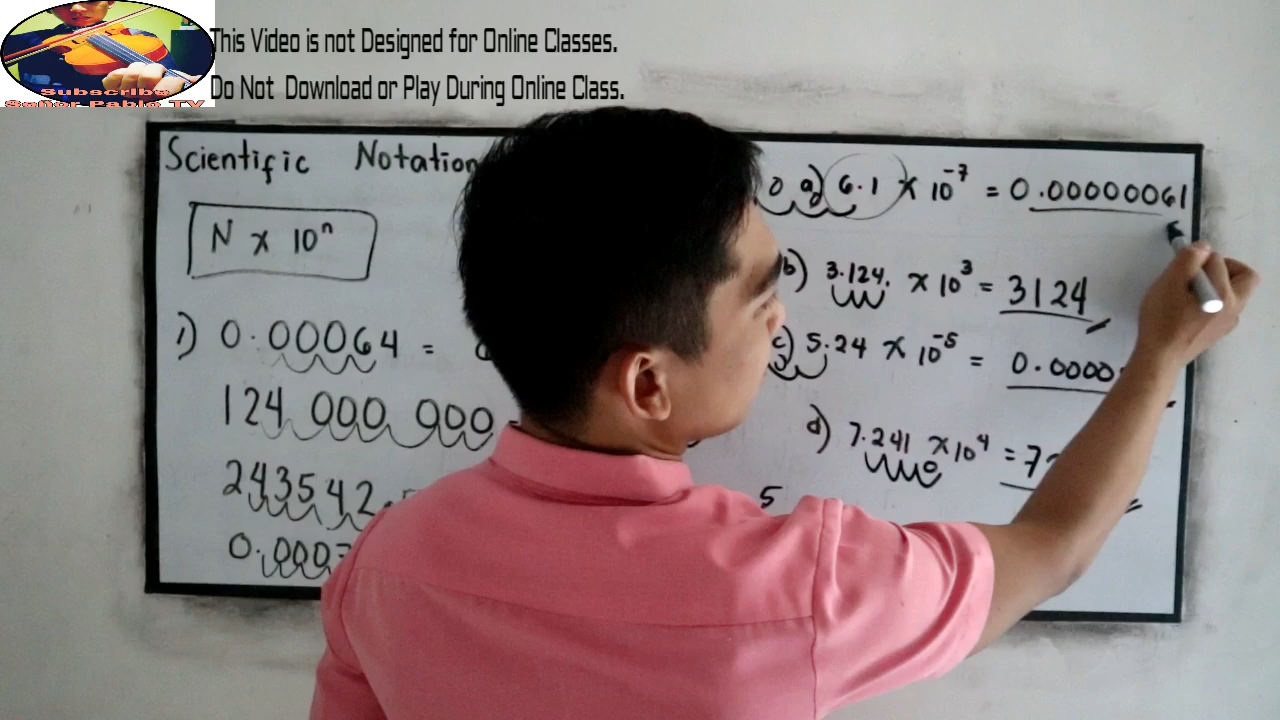 This Video is not Designed for Online Classes.
Do Not Download or Play During Online Class.
Subscribe
Señor Pablo TV
Scientific Notation
N x 10ⁿ
1) 0.00064 =
124 000 000
243542.
0.000
a) 6.1 x 10⁻⁷ = 0.00000061
b) 3.124. x 10³ = 3124
c) 5.24 x 10⁻⁵ = 0.0000
d) 7.241 x 10⁴ = 7
5